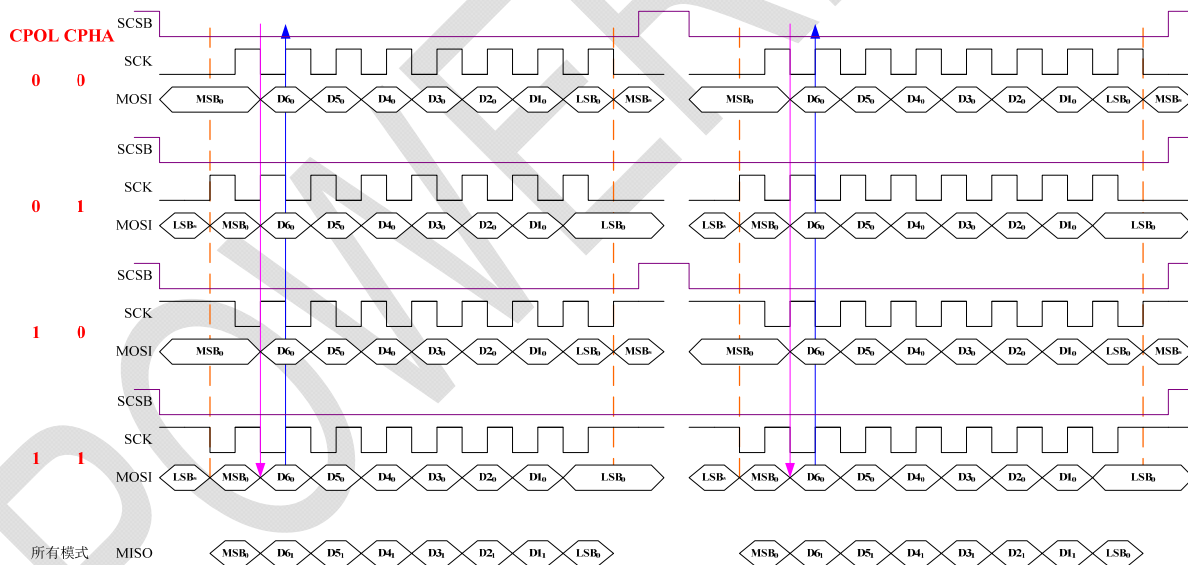 SCSB
CPOL CPHA
SCK
0 0
MOSI MSB₀ D6₀ D5₀ D4₀ D3₀ D2₀ D1₀ LSB₀ MSBₙ MSB₀ D6₀ D5₀ D4₀ D3₀ D2₀ D1₀ LSB₀ MSBₙ
SCSB
SCK
0 1
MOSI LSBₙ MSB₀ D6₀ D5₀ D4₀ D3₀ D2₀ D1₀ LSB₀ LSBₙ MSB₀ D6₀ D5₀ D4₀ D3₀ D2₀ D1₀ LSB₀
SCSB
SCK
1 0
MOSI MSB₀ D6₀ D5₀ D4₀ D3₀ D2₀ D1₀ LSB₀ MSBₙ MSB₀ D6₀ D5₀ D4₀ D3₀ D2₀ D1₀ LSB₀ MSBₙ
SCSB
SCK
1 1
MOSI LSBₙ MSB₀ D6₀ D5₀ D4₀ D3₀ D2₀ D1₀ LSB₀ LSBₙ MSB₀ D6₀ D5₀ D4₀ D3₀ D2₀ D1₀ LSB₀
所有模式 MISO MSB₀ D6₁ D5₁ D4₁ D3₁ D2₁ D1₁ LSB₀ MSB₀ D6₁ D5₁ D4₁ D3₁ D2₁ D1₁ LSB₀
POWER